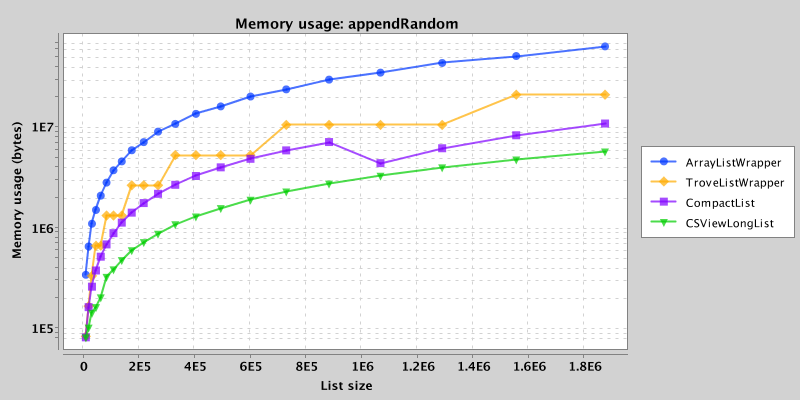 Memory usage: appendRandom
Memory usage (bytes)
1E7
1E6
1E5
0 2E5 4E5 6E5 8E5 1E6 1.2E6 1.4E6 1.6E6 1.8E6
List size
ArrayListWrapper
TroveListWrapper
CompactList
CSViewLongList